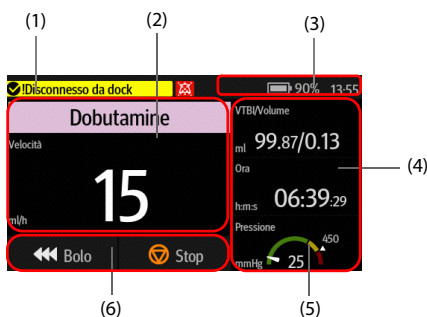 (1)
(2)
(3)
!Disconnesso da dock
90% 13:55
Dobutamine
Velocità
15
ml/h
VTBI/Volume
ml 99.87/0.13
Ora
h:m:s 06:39:29
(4)
Pressione
450
mmHg 25
Bolo
Stop
(6)
(5)